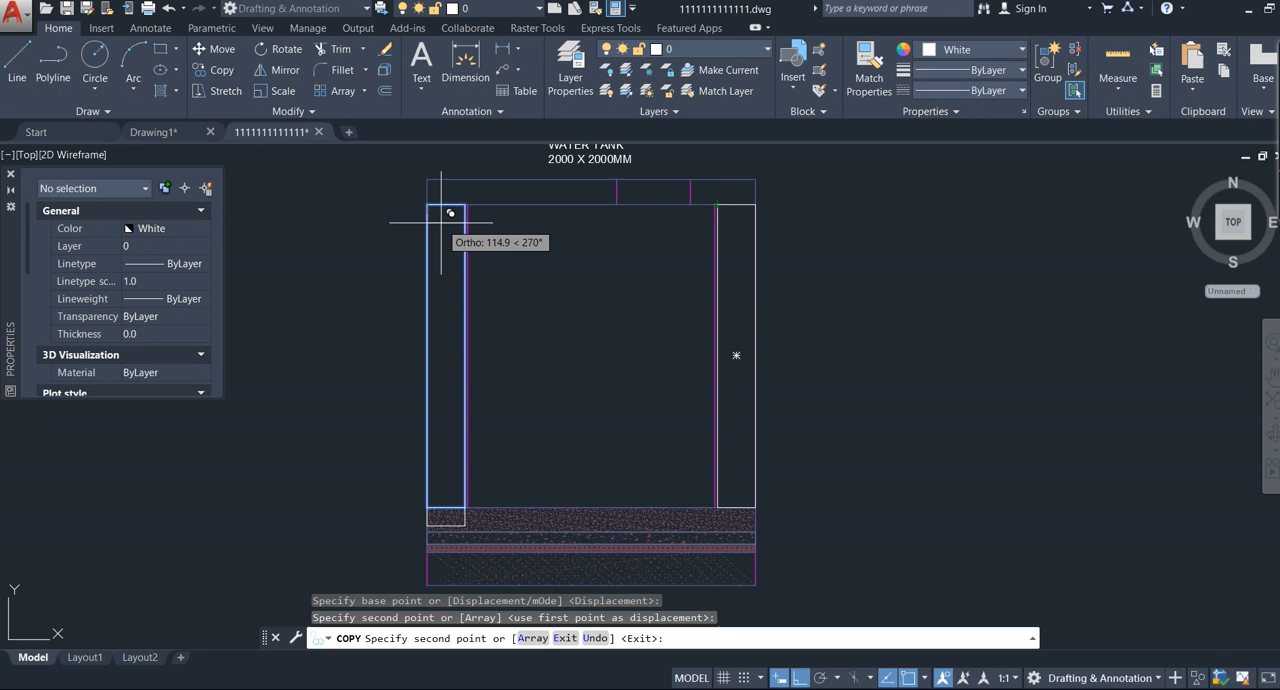 Drafting & Annotation
0
1111111111111.dwg
Type a keyword or phrase
Sign In
Home Insert Annotate Parametric View Manage Output Add-ins Collaborate Raster Tools Express Tools Featured Apps
Line
Polyline
Circle
Arc
Move
Rotate
Trim
Copy
Mirror
Fillet
Stretch
Scale
Array
Text
Dimension
Table
Layer
Properties
0
Make Current
Match Layer
Insert
Match
Properties
White
ByLayer
ByLayer
Group
Measure
Paste
Base
Draw
Modify
Annotation
Layers
Block
Properties
Groups
Utilities
Clipboard
View
Start
Drawing1*
1111111111111*
[−][Top][2D Wireframe]
WATER TANK
2000 X 2000MM
No selection
General
Color White
Layer 0
Linetype ByLayer
Linetype sc... 1.0
Lineweight ByLayer
Transparency ByLayer
Thickness 0.0
3D Visualization
Material ByLayer
Plot style
PROPERTIES
Ortho: 114.9 < 270°
N
W
TOP
E
S
Unnamed
Y
X
Specify base point or [Displacement/mOde] <Displacement>:
Specify second point or [Array] <use first point as displacement>:
COPY Specify second point or [Array Exit Undo] <Exit>:
Model Layout1 Layout2
MODEL
1:1
Drafting & Annotation